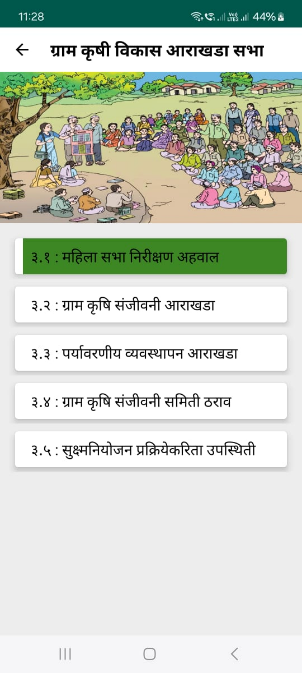 11:28
44%
ग्राम कृषी विकास आराखडा सभा
३.१ : महिला सभा निरीक्षण अहवाल
३.२ : ग्राम कृषि संजीवनी आराखडा
३.३ : पर्यावरणीय व्यवस्थापन आराखडा
३.४ : ग्राम कृषि संजीवनी समिती ठराव
३.५ : सुक्ष्मनियोजन प्रक्रियेकरिता उपस्थिती